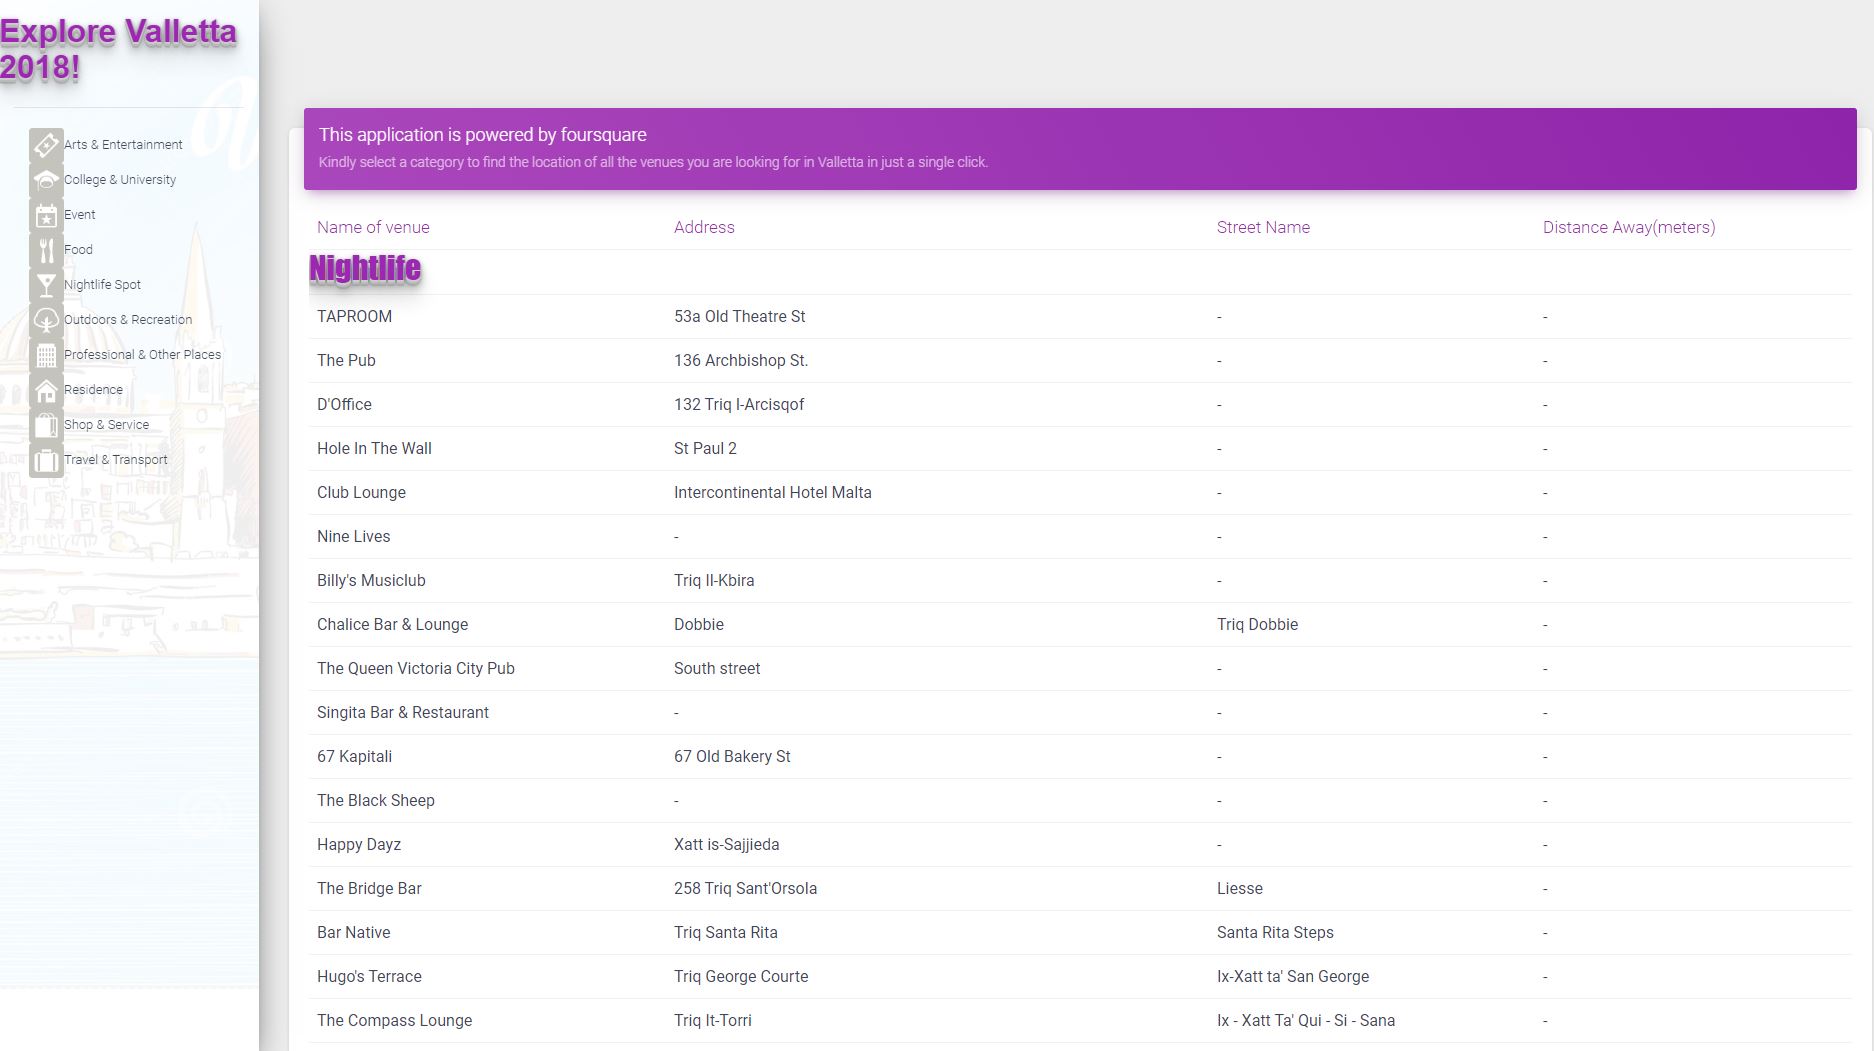 Explore Valletta
2018!
Arts & Entertainment
College & University
Event
Food
Nightlife Spot
Outdoors & Recreation
Professional & Other Places
Residence
Shop & Service
Travel & Transport
This application is powered by foursquare
Kindly select a category to find the location of all the venues you are looking for in Valletta in just a single click.
Name of venue Address Street Name Distance Away(meters)
Nightlife
TAPROOM 53a Old Theatre St - -
The Pub 136 Archbishop St. - -
D'Office 132 Triq l-Arcisqof - -
Hole In The Wall St Paul 2 - -
Club Lounge Intercontinental Hotel Malta - -
Nine Lives - - -
Billy's Musiclub Triq Il-Kbira - -
Chalice Bar & Lounge Dobbie Triq Dobbie -
The Queen Victoria City Pub South street - -
Singita Bar & Restaurant - - -
67 Kapitali 67 Old Bakery St - -
The Black Sheep - - -
Happy Dayz Xatt is-Sajjieda - -
The Bridge Bar 258 Triq Sant'Orsola Liesse -
Bar Native Triq Santa Rita Santa Rita Steps -
Hugo's Terrace Triq George Courte Ix-Xatt ta' San George -
The Compass Lounge Triq It-Torri Ix - Xatt Ta' Qui - Si - Sana -